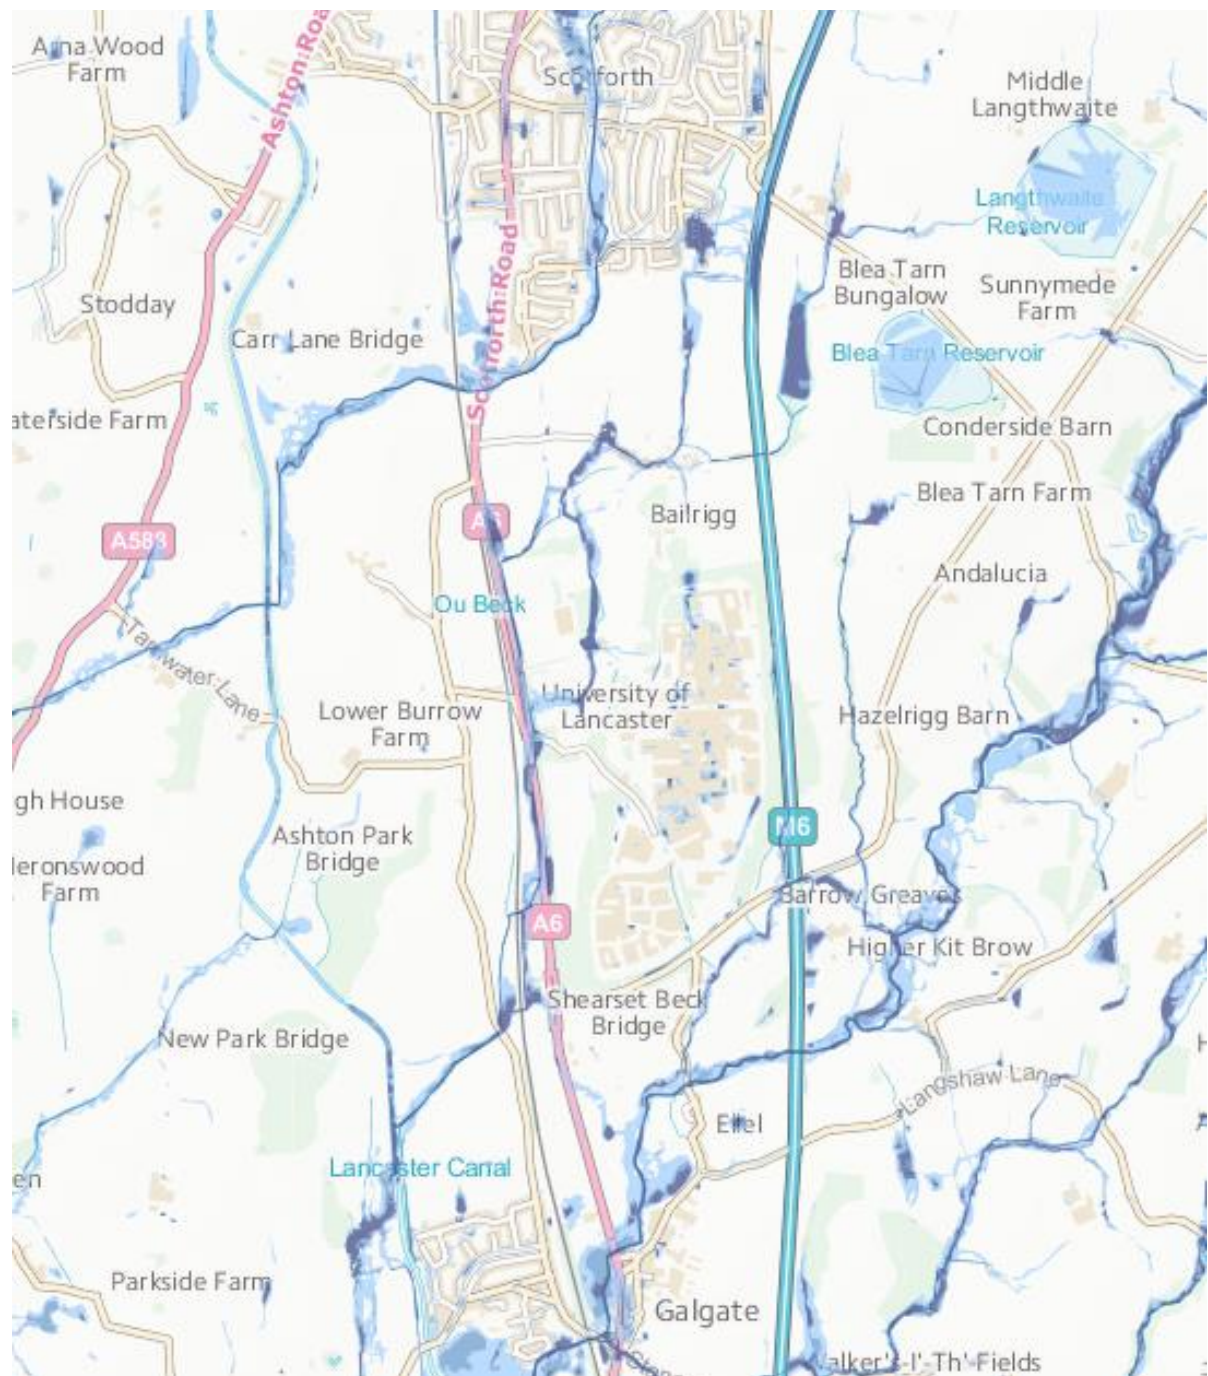 Ashton Road
Wood
Farm
Scotforth
Middle
Langthwaite
Langthwaite
Reservoir
Stodday
Scotforth Road
Blea Tarn
Bungalow
Sunnymede
Farm
Carr Lane Bridge
Blea Tarn Reservoir
aterside Farm
Conderside Barn
Blea Tarn Farm
Bailrigg
A6
A588
Andalucia
Ou Beck
Tarnwater Lane
University of
Lancaster
Lower Burrow
Farm
Hazelrigg Barn
gh House
M6
Ashton Park
Bridge
eronswood
Farm
Barrow Greaves
A6
Higher Kit Brow
Shearset Beck
Bridge
New Park Bridge
Langshaw Lane
Ellel
Lancaster Canal
en
Parkside Farm
Galgate
alker's-I'-Th'-Fields